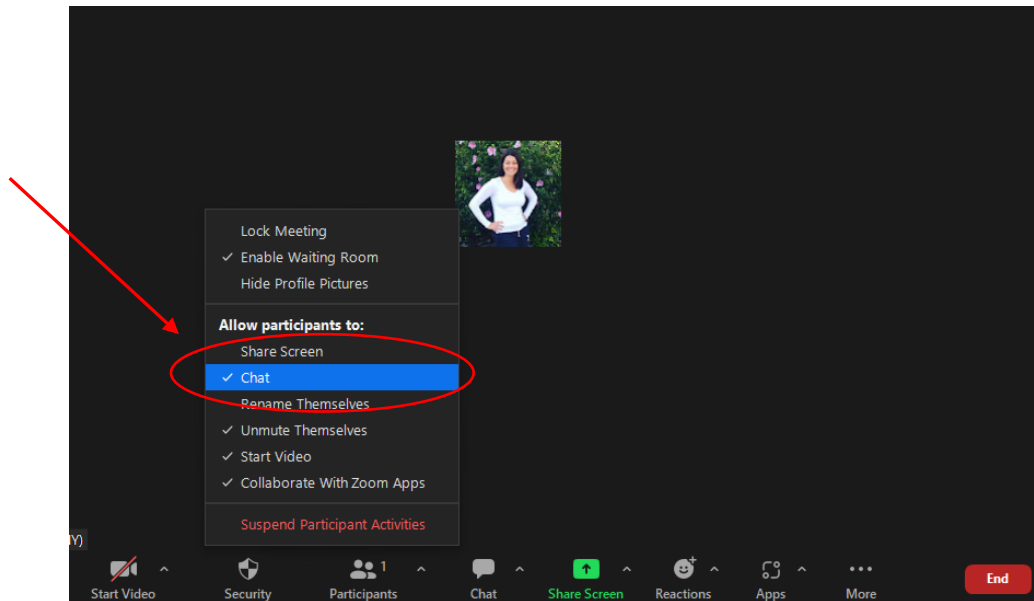 Lock Meeting
Enable Waiting Room
Hide Profile Pictures
Allow participants to:
Share Screen
Chat
Rename Themselves
Unmute Themselves
Start Video
Collaborate With Zoom Apps
Suspend Participant Activities
Y)
1
Start Video
Security
Participants
Chat
Share Screen
Reactions
Apps
More
End